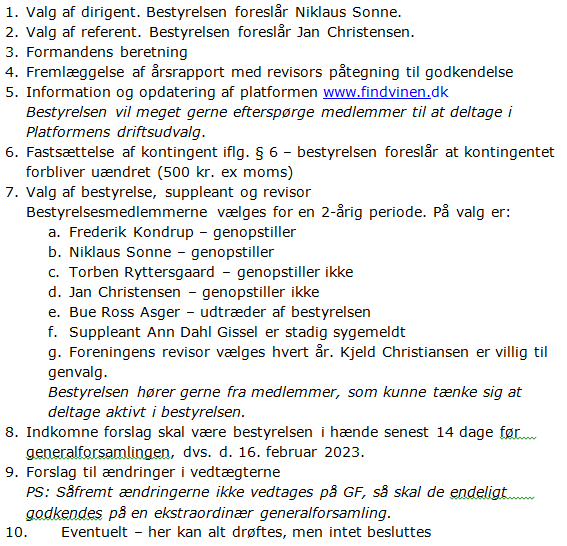 1. Valg af dirigent. Bestyrelsen foreslår Niklaus Sonne.
2. Valg af referent. Bestyrelsen foreslår Jan Christensen.
3. Formandens beretning
4. Fremlæggelse af årsrapport med revisors påtegning til godkendelse
5. Information og opdatering af platformen www.findvinen.dk
Bestyrelsen vil meget gerne efterspørge medlemmer til at deltage i
Platformens driftsudvalg.
6. Fastsættelse af kontingent iflg. § 6 – bestyrelsen foreslår at kontingentet
forbliver uændret (500 kr. ex moms)
7. Valg af bestyrelse, suppleant og revisor
Bestyrelsesmedlemmerne vælges for en 2-årig periode. På valg er:
a. Frederik Kondrup – genopstiller
b. Niklaus Sonne – genopstiller
c. Torben Ryttersgaard – genopstiller ikke
d. Jan Christensen – genopstiller ikke
e. Bue Ross Asger – udtræder af bestyrelsen
f. Suppleant Ann Dahl Gissel er stadig sygemeldt
g. Foreningens revisor vælges hvert år. Kjeld Christiansen er villig til
genvalg.
Bestyrelsen hører gerne fra medlemmer, som kunne tænke sig at
deltage aktivt i bestyrelsen.
8. Indkomne forslag skal være bestyrelsen i hænde senest 14 dage før
generalforsamlingen, dvs. d. 16. februar 2023.
9. Forslag til ændringer i vedtægterne
PS: Såfremt ændringerne ikke vedtages på GF, så skal de endeligt
godkendes på en ekstraordinær generalforsamling.
10. Eventuelt – her kan alt drøftes, men intet besluttes